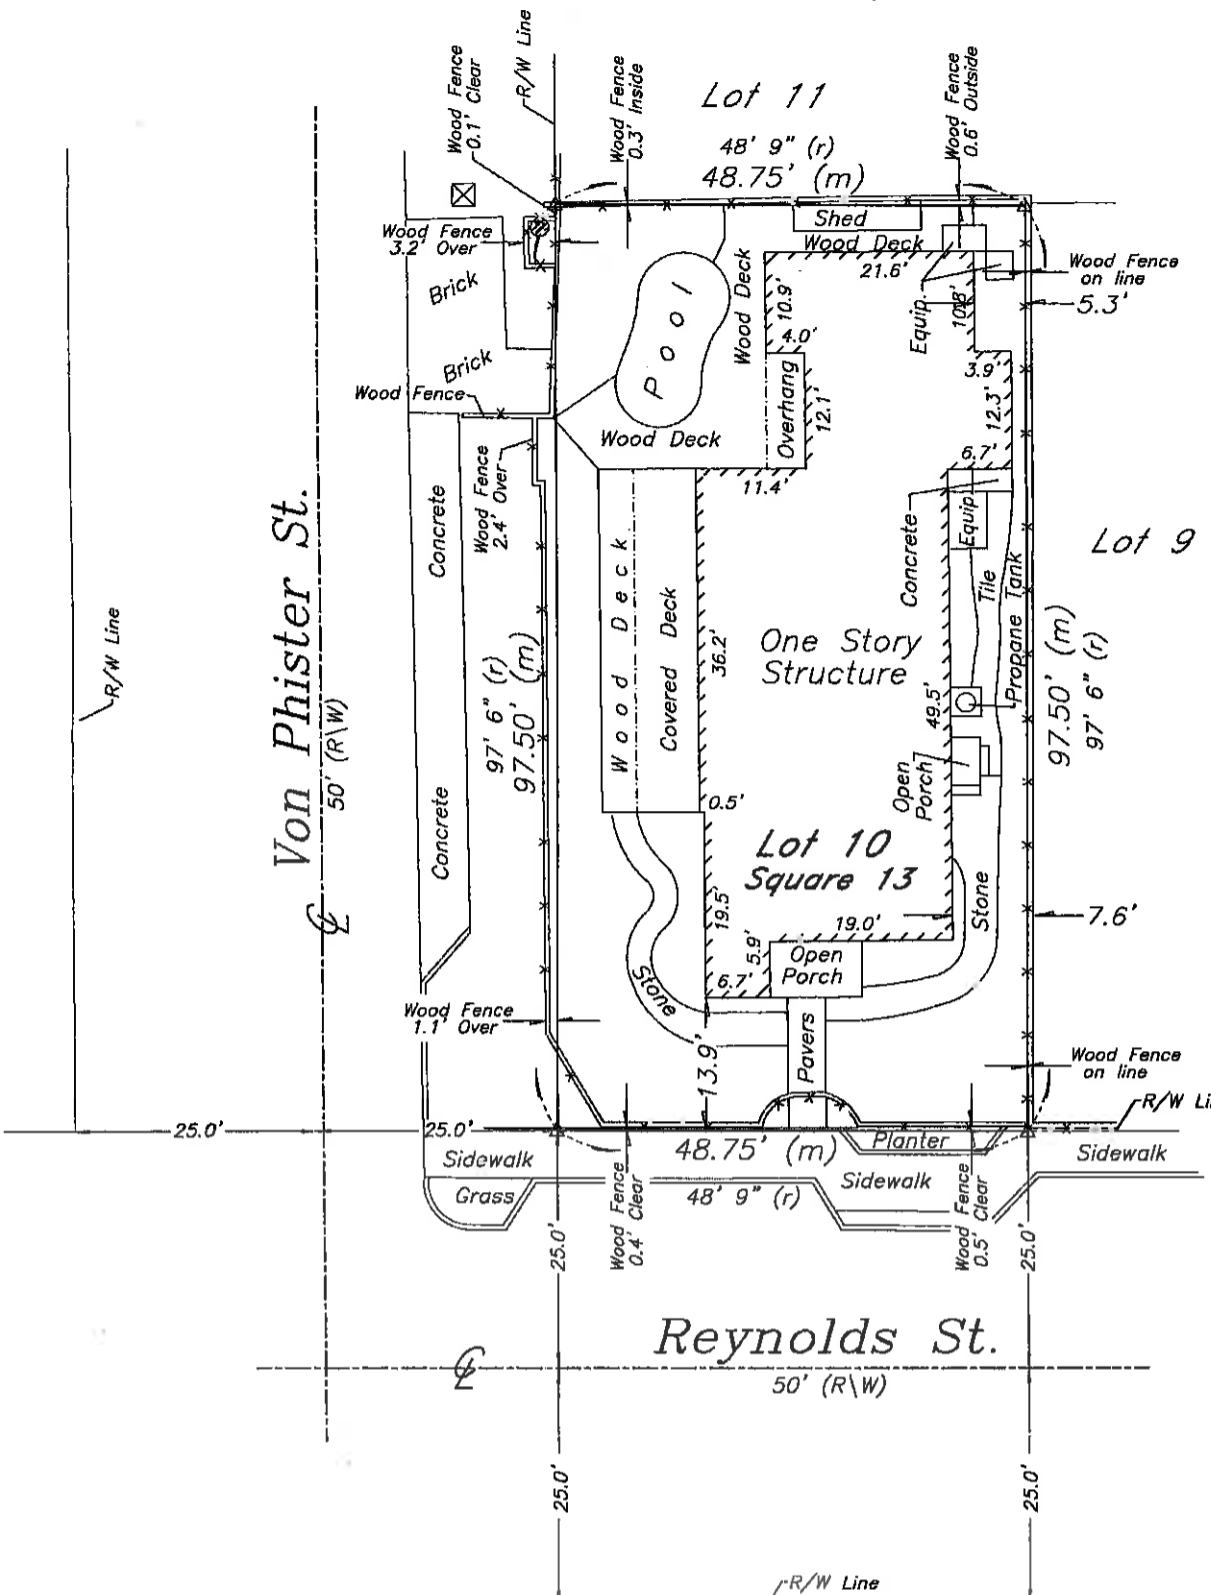 Wood Fence
0.1' Clear
R/W Line
Wood Fence
0.3' Inside
Lot 11
48' 9" (r)
48.75' (m)
Wood Fence
0.6' Outside
Shed
Wood Deck
Wood Fence
3.2' Over
Brick
Brick
Pool
Wood Deck
21.6'
10.9'
4.0'
Overhang
12.1'
Equip.
10.8'
3.9'
12.3'
6.7'
Wood Fence
on line
5.3'
Wood Fence
Wood Deck
11.4'
Wood Fence
2.4' Over
Concrete
Concrete
Von Phister St.
50' (R\W)
R/W Line
97' 6" (r)
97.50' (m)
Wood Deck
Covered Deck
36.2'
One Story
Structure
49.5'
Concrete
Equip.
Tile
Propane Tank
Lot 9
97.50' (m)
97' 6" (r)
Open
Porch
0.5'
Lot 10
Square 13
19.5'
19.0'
5.9'
6.7'
Open
Porch
Stone
7.6'
Stone
Wood Fence
1.1' Over
13.9'
Pavers
Wood Fence
on line
R/W Li
25.0'
25.0'
Sidewalk
Grass
48.75' (m)
48' 9" (r)
Planter
Sidewalk
Sidewalk
Wood Fence
0.4' Clear
Wood Fence
0.5' Clear
25.0'
25.0'
Reynolds St.
50' (R\W)
25.0'
25.0'
R/W Line